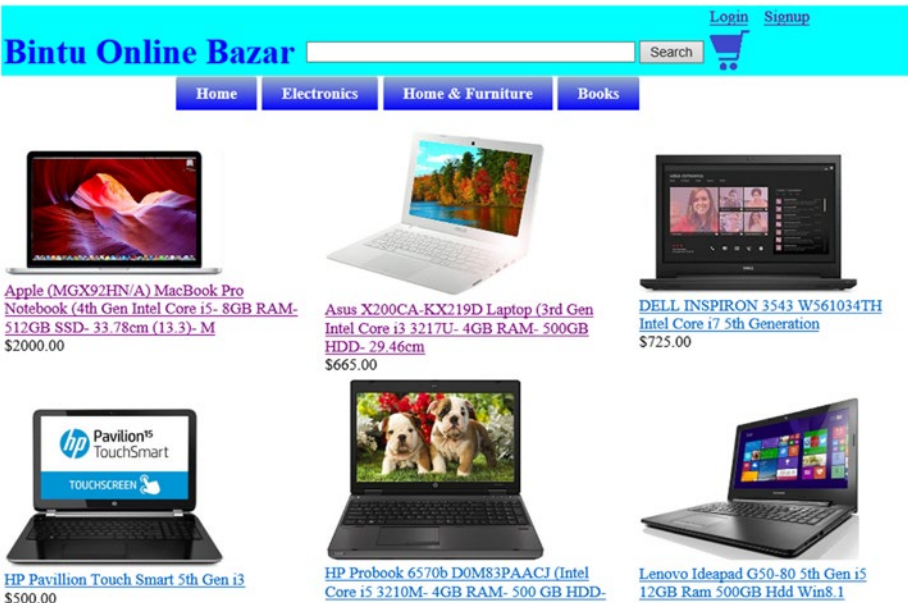 Login Signup
Bintu Online Bazar Search
Home Electronics Home & Furniture Books
Apple (MGX92HN/A) MacBook Pro
Notebook (4th Gen Intel Core i5- 8GB RAM-
512GB SSD- 33.78cm (13.3)- M
$2000.00
Asus X200CA-KX219D Laptop (3rd Gen
Intel Core i3 3217U- 4GB RAM- 500GB
HDD- 29.46cm
$665.00
DELL INSPIRON 3543 W561034TH
Intel Core i7 5th Generation
$725.00
hp Pavilion15
TouchSmart
TOUCHSCREEN
HP Pavillion Touch Smart 5th Gen i3
$500.00
HP Probook 6570b D0M83PAACJ (Intel
Core i5 3210M- 4GB RAM- 500 GB HDD-
Lenovo Ideapad G50-80 5th Gen i5
12GB Ram 500GB Hdd Win8.1